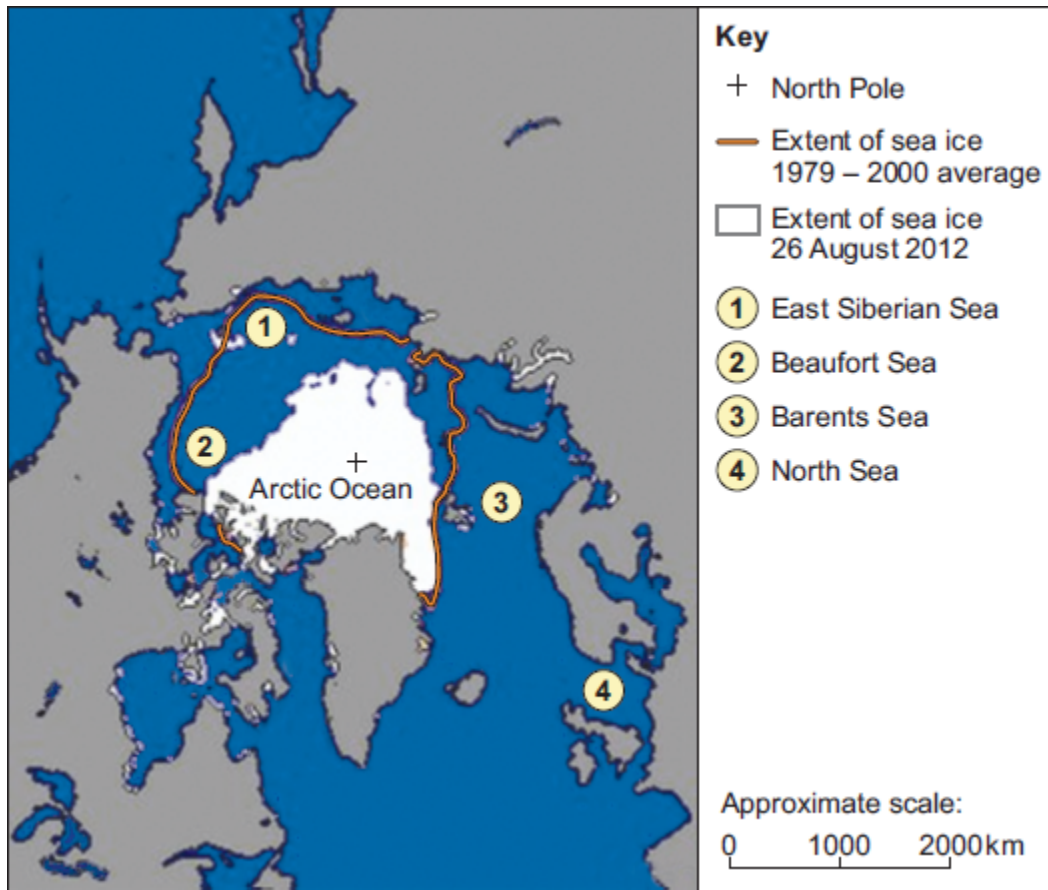 Key
North Pole
Extent of sea ice
1979 – 2000 average
Extent of sea ice
26 August 2012
1 East Siberian Sea
2 Beaufort Sea
3 Barents Sea
4 North Sea
Approximate scale:
0 1000 2000km
1
2
Arctic Ocean
3
4